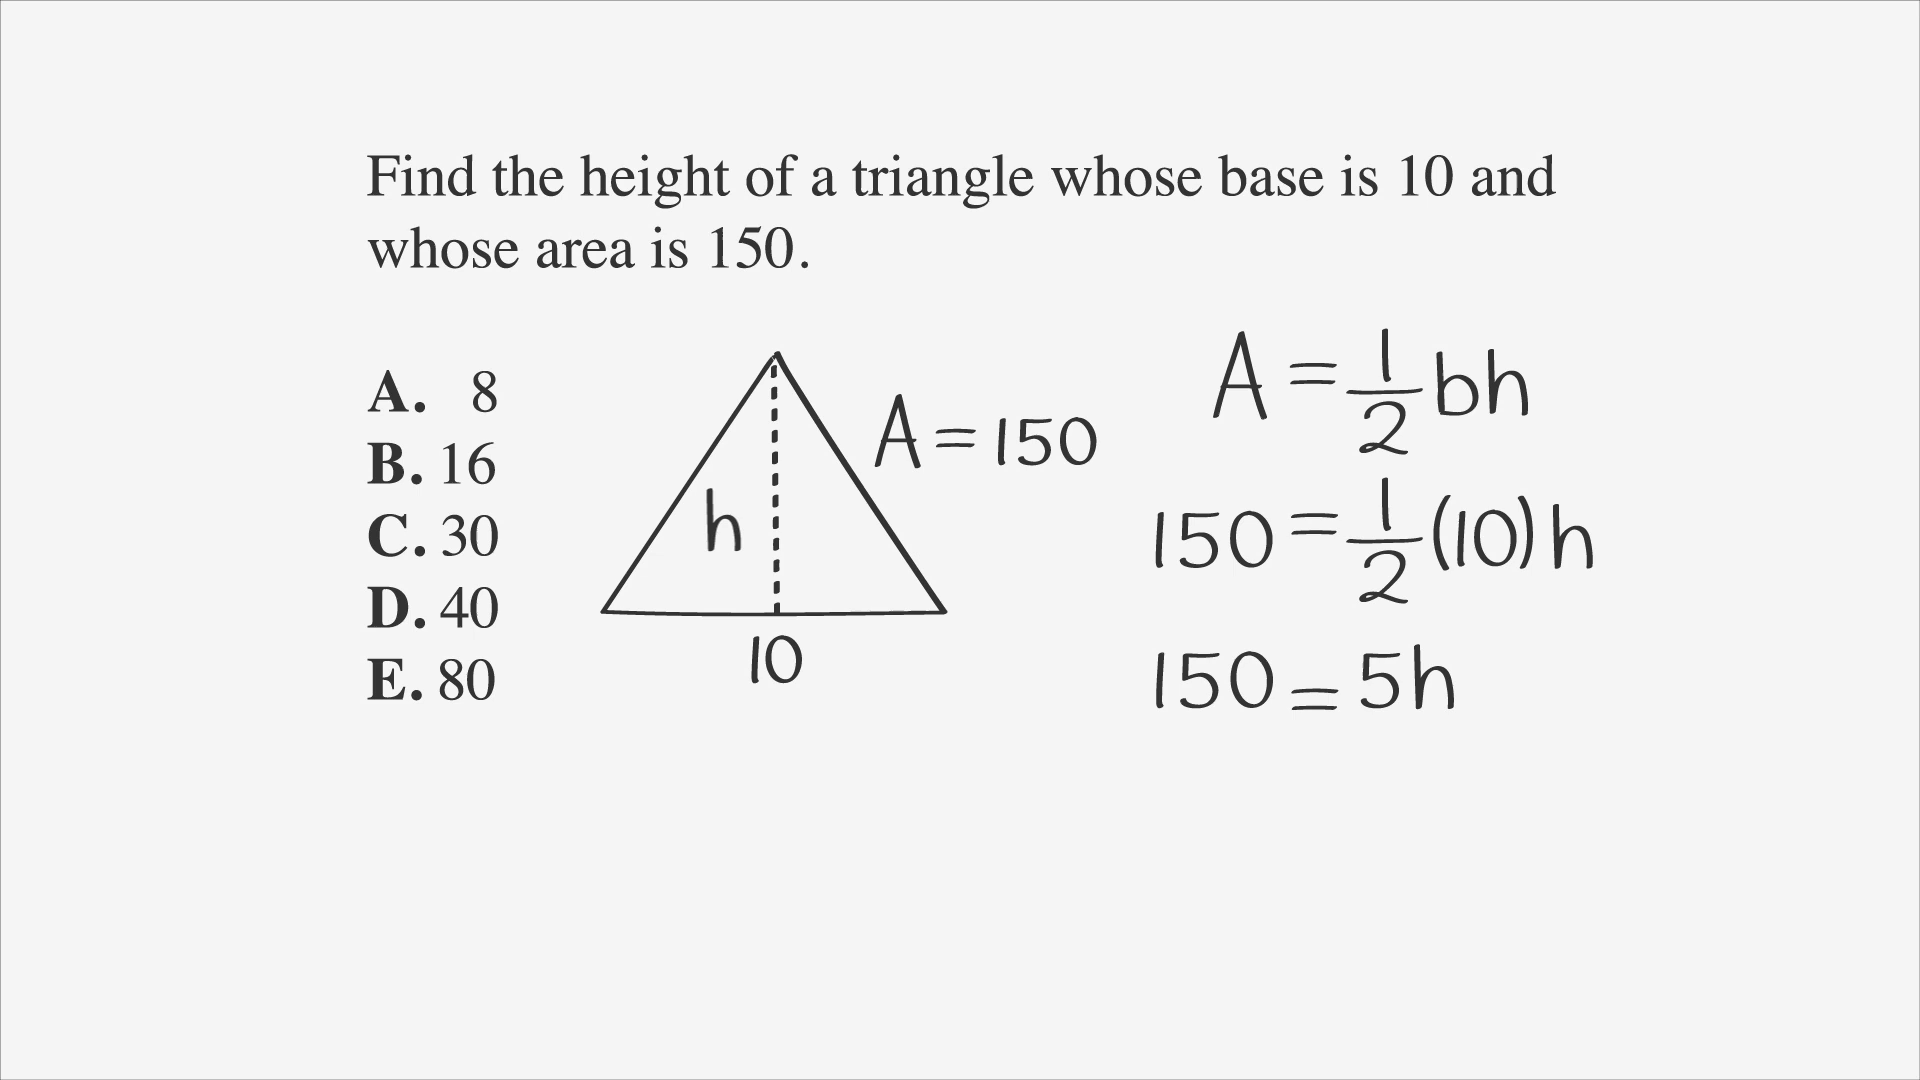 Find the height of a triangle whose base is 10 and
whose area is 150.
A. 8
B. 16
C. 30
D. 40
E. 80
h
10
A = 150
A = 1/2 bh
150 = 1/2 (10) h
150 = 5h